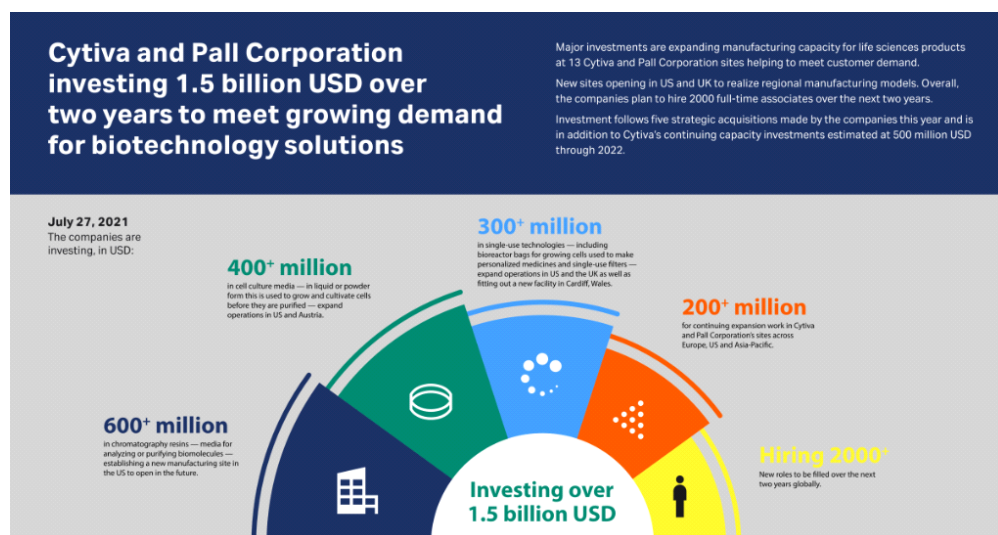 Cytiva and Pall Corporation
investing 1.5 billion USD over
two years to meet growing demand
for biotechnology solutions
Major investments are expanding manufacturing capacity for life sciences products
at 13 Cytiva and Pall Corporation sites helping to meet customer demand.
New sites opening in US and UK to realize regional manufacturing models. Overall,
the companies plan to hire 2000 full-time associates over the next two years.
Investment follows five strategic acquisitions made by the companies this year and is
in addition to Cytiva's continuing capacity investments estimated at 500 million USD
through 2022.
July 27, 2021
The companies are
investing, in USD:
600⁺ million
in chromatography resins — media for
analyzing or purifying biomolecules —
establishing a new manufacturing site in
the US to open in the future.
400⁺ million
in cell culture media — in liquid or powder
form this is used to grow and cultivate cells
before they are purified — expand
operations in US and Austria.
300⁺ million
in single-use technologies — including
bioreactor bags for growing cells used to make
personalized medicines and single-use filters —
expand operations in US and the UK as well as
fitting out a new facility in Cardiff, Wales.
200⁺ million
for continuing expansion work in Cytiva
and Pall Corporation's sites across
Europe, US and Asia-Pacific.
Hiring 2000⁺
New roles to be filled over the next
two years globally.
Investing over
1.5 billion USD